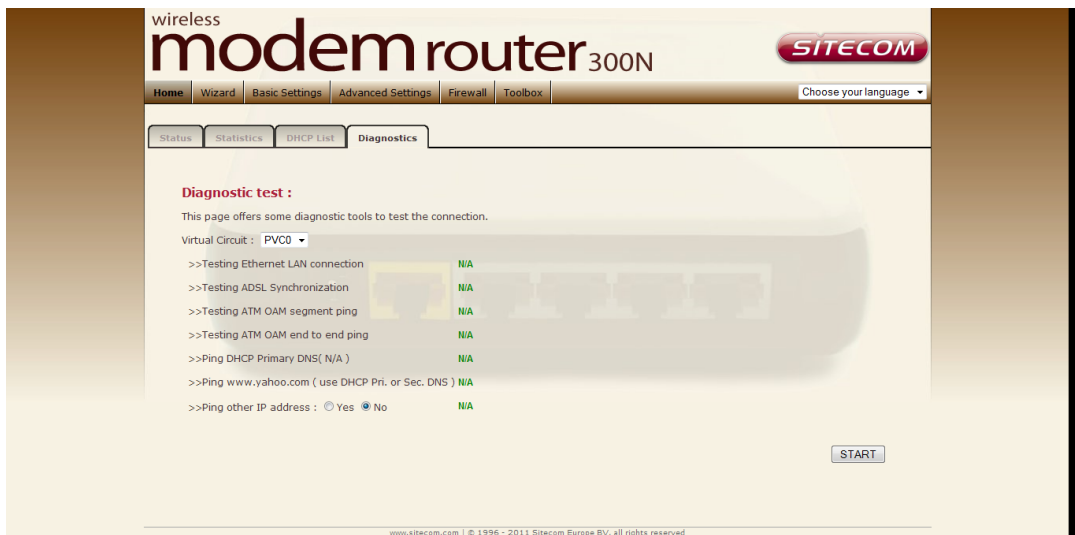 wireless
modem router 300N
SITECOM
Home Wizard Basic Settings Advanced Settings Firewall Toolbox Choose your language
Status Statistics DHCP List Diagnostics
Diagnostic test :
This page offers some diagnostic tools to test the connection.
Virtual Circuit : PVC0
>>Testing Ethernet LAN connection N/A
>>Testing ADSL Synchronization N/A
>>Testing ATM OAM segment ping N/A
>>Testing ATM OAM end to end ping N/A
>>Ping DHCP Primary DNS( N/A ) N/A
>>Ping www.yahoo.com ( use DHCP Pri. or Sec. DNS ) N/A
>>Ping other IP address : Yes No N/A
START
www.sitecom.com | © 1996 - 2011 Sitecom Europe BV, all rights reserved